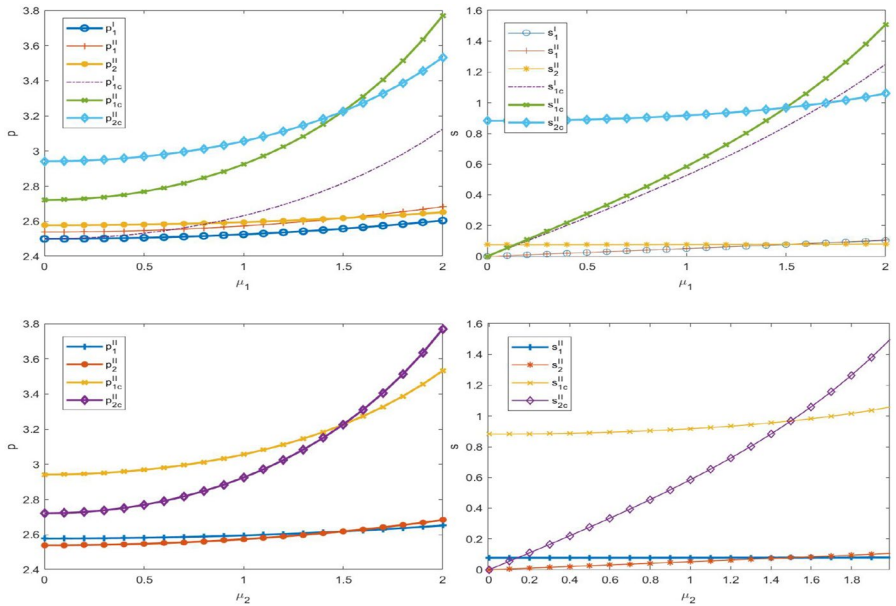 3.8
3.6
3.4
3.2
3
2.8
2.6
2.4
p
p₁ᴵ
p₁ᴵᴵ
p₂ᴵᴵ
p₁cᴵ
p₁cᴵᴵ
p₂cᴵᴵ
0 0.5 1 1.5 2
μ₁
1.6
1.4
1.2
1
0.8
0.6
0.4
0.2
0
s
s₁ᴵ
s₁ᴵᴵ
s₂ᴵᴵ
s₁cᴵ
s₁cᴵᴵ
s₂cᴵᴵ
0 0.5 1 1.5 2
μ₁
3.8
3.6
3.4
3.2
3
2.8
2.6
2.4
p
p₁ᴵᴵ
p₂ᴵᴵ
p₁cᴵᴵ
p₂cᴵᴵ
0 0.5 1 1.5 2
μ₂
1.6
1.4
1.2
1
0.8
0.6
0.4
0.2
0
s
s₁ᴵᴵ
s₂ᴵᴵ
s₁cᴵᴵ
s₂cᴵᴵ
0 0.2 0.4 0.6 0.8 1 1.2 1.4 1.6 1.8
μ₂